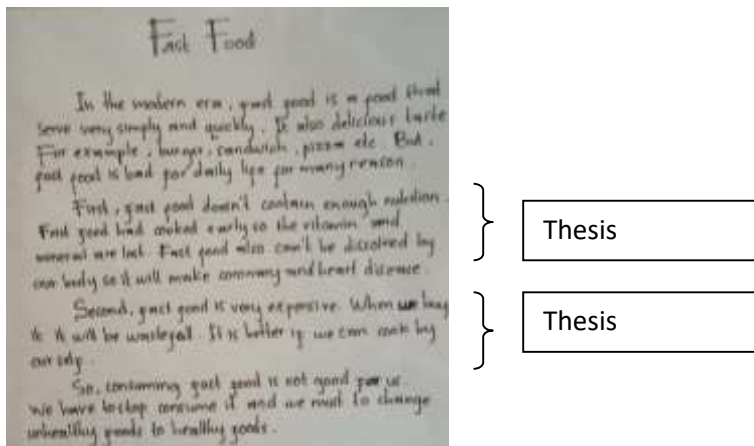 Fast Food
In the modern era, fast food is a food that
serve very simply and quickly. It also delicious taste
For example, burger, sandwich, pizza etc. But,
fast food is bad for daily life for many reason.
First, fast food doesn't contain enough nutrition.
Fast food had cooked early so the vitamin and
mineral are lost. Fast food also can't be dissolved by
our body so it will make and heart disease.
Second, fast food is very expensive. When we buy
it it will be wasteful. It is better if we can cook by
our self.
So, consuming fast food is not good for us
We have to stop consume it and we must to change
unhealthy foods to healthy foods.
Thesis
Thesis